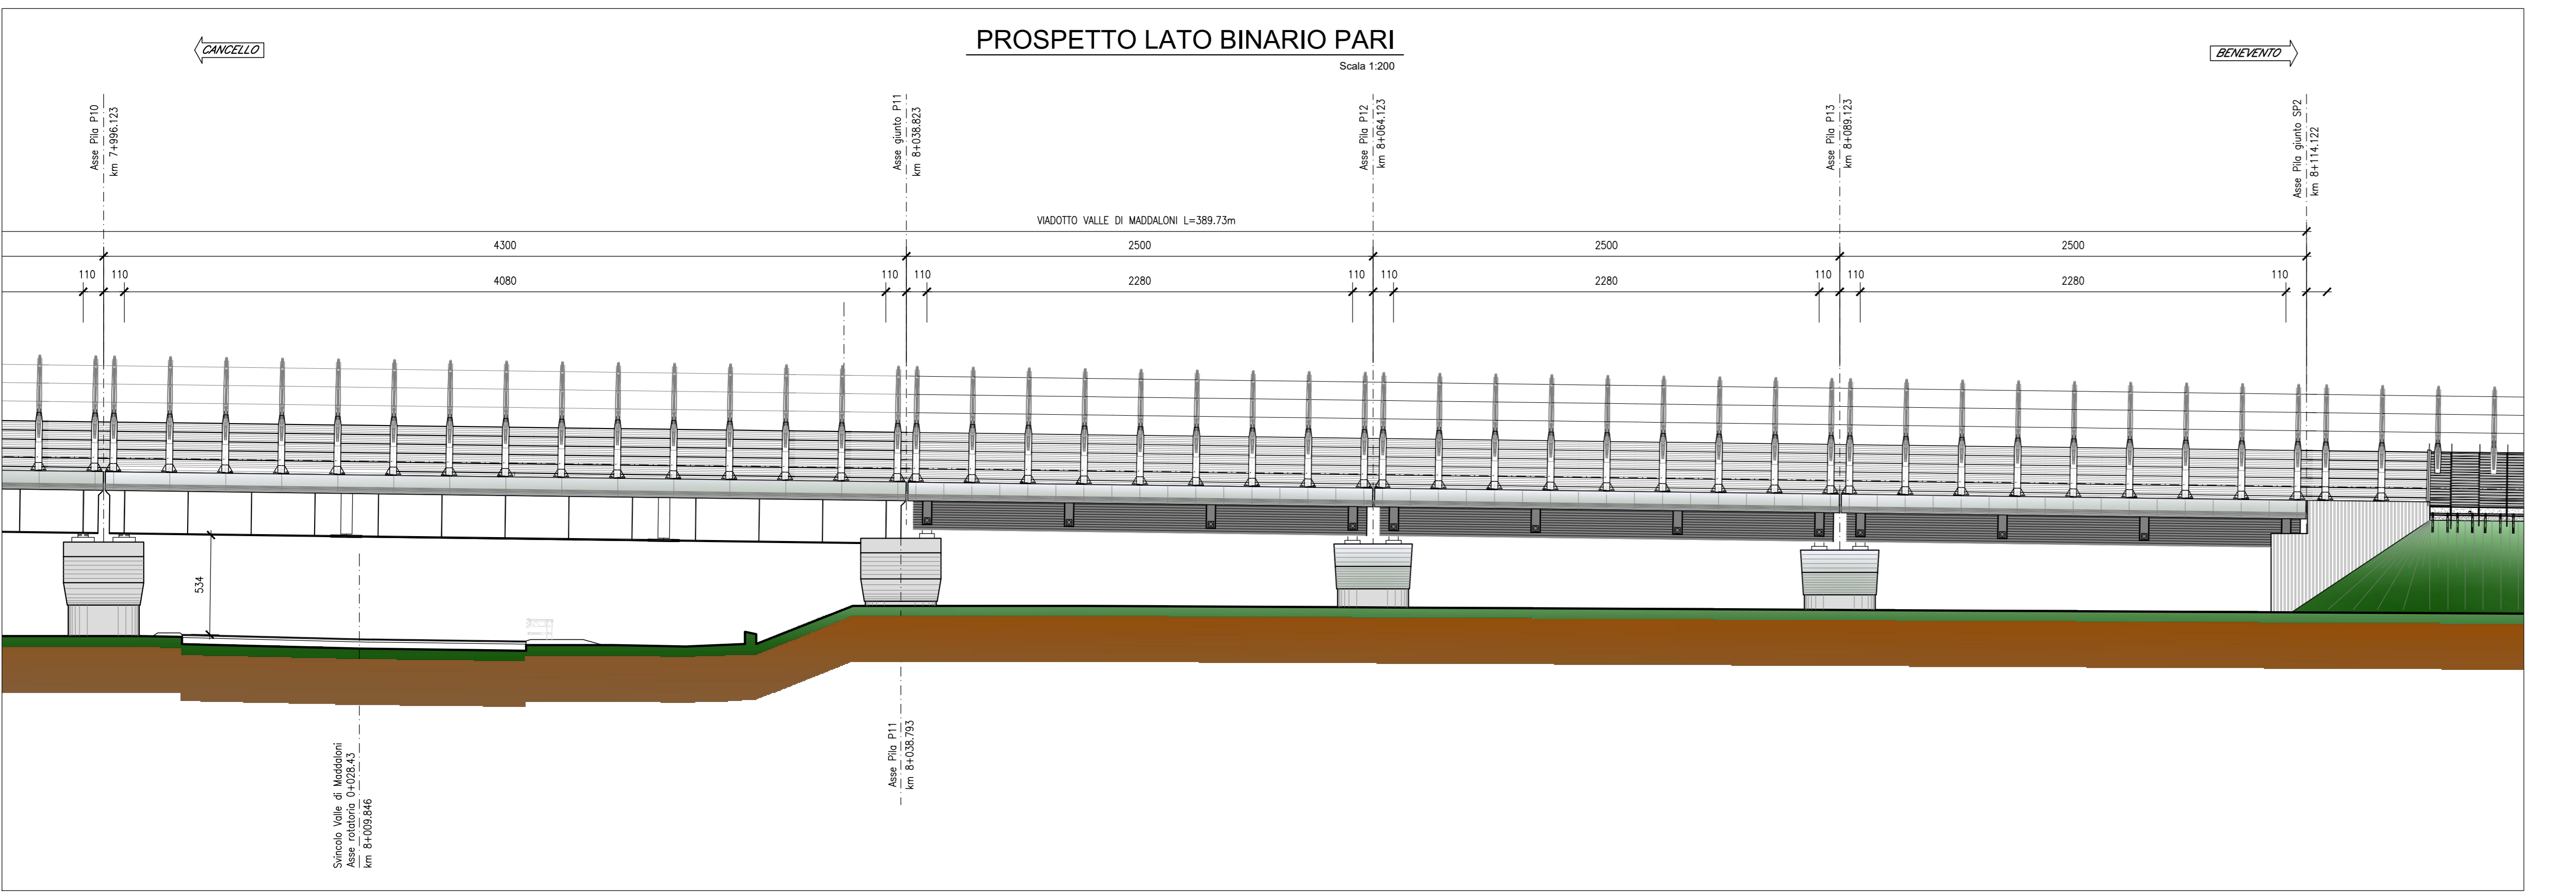 PROSPETTO LATO BINARIO PARI
Scala 1:200
CANCELLO
BENEVENTO
Asse Pila P10
km 7+996.123
Asse giunto P11
km 8+038.823
Asse Pila P12
km 8+064.123
Asse Pila P13
km 8+089.123
Asse Pila giunto SP2
km 8+114.122
VIADOTTO VALLE DI MADDALONI L=389.73m
4300
2500
2500
2500
110
110
4080
110
110
2280
110
110
2280
110
110
2280
110
534
Svincolo Valle di Maddaloni
Asse rotatoria 0+028.43
km 8+009.846
Asse Pila P11
km 8+038.793